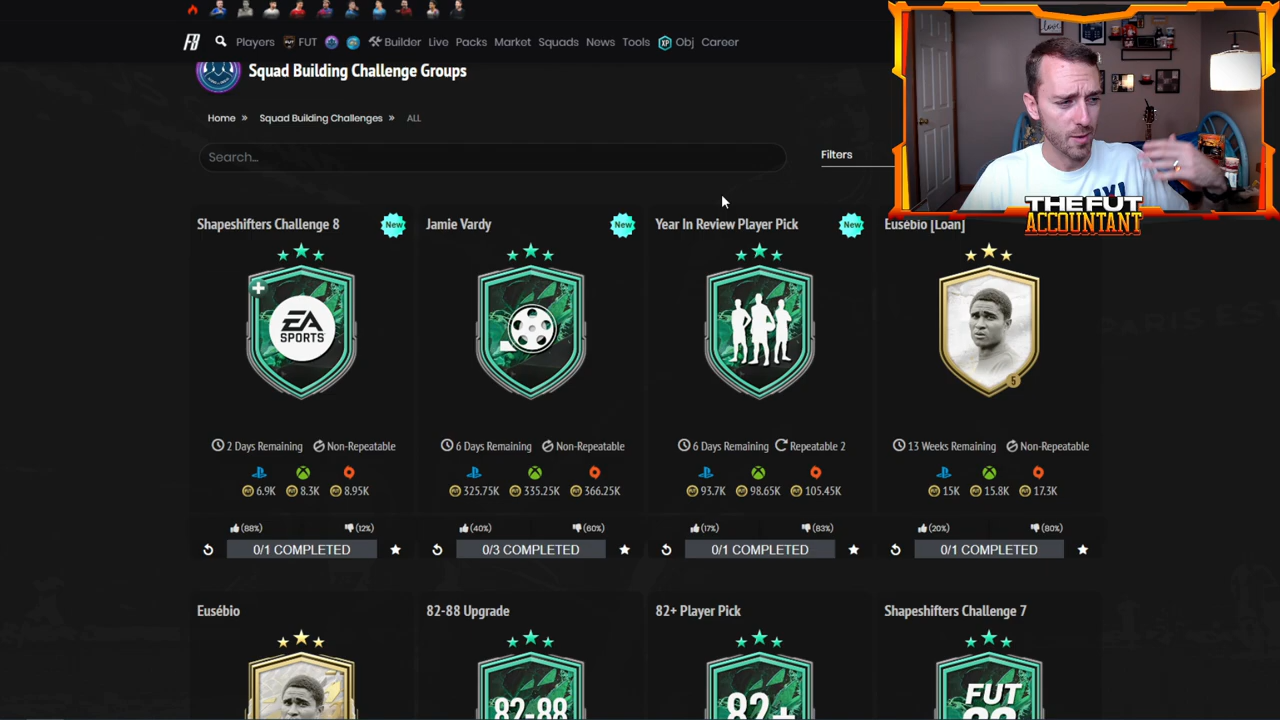 F8 Players FUT Builder Live Packs Market Squads News Tools XP Obj Career
Squad Building Challenge Groups
Home » Squad Building Challenges » ALL
Search...
Filters
THE FUT
ACCOUNTANT
Shapeshifters Challenge 8 New
Jamie Vardy New
Year In Review Player Pick New
Eusébio [Loan]
EA
SPORTS
5
2 Days Remaining Non-Repeatable
6 Days Remaining Non-Repeatable
6 Days Remaining Repeatable 2
13 Weeks Remaining Non-Repeatable
6.9K 8.3K 8.95K
325.75K 335.25K 366.25K
93.7K 98.65K 105.45K
15K 15.8K 17.3K
(88%) (12%)
(40%) (60%)
(17%) (83%)
(20%) (80%)
0/1 COMPLETED
0/3 COMPLETED
0/1 COMPLETED
0/1 COMPLETED
Eusébio
82-88 Upgrade
82+ Player Pick
Shapeshifters Challenge 7
82-88
82+
FUT